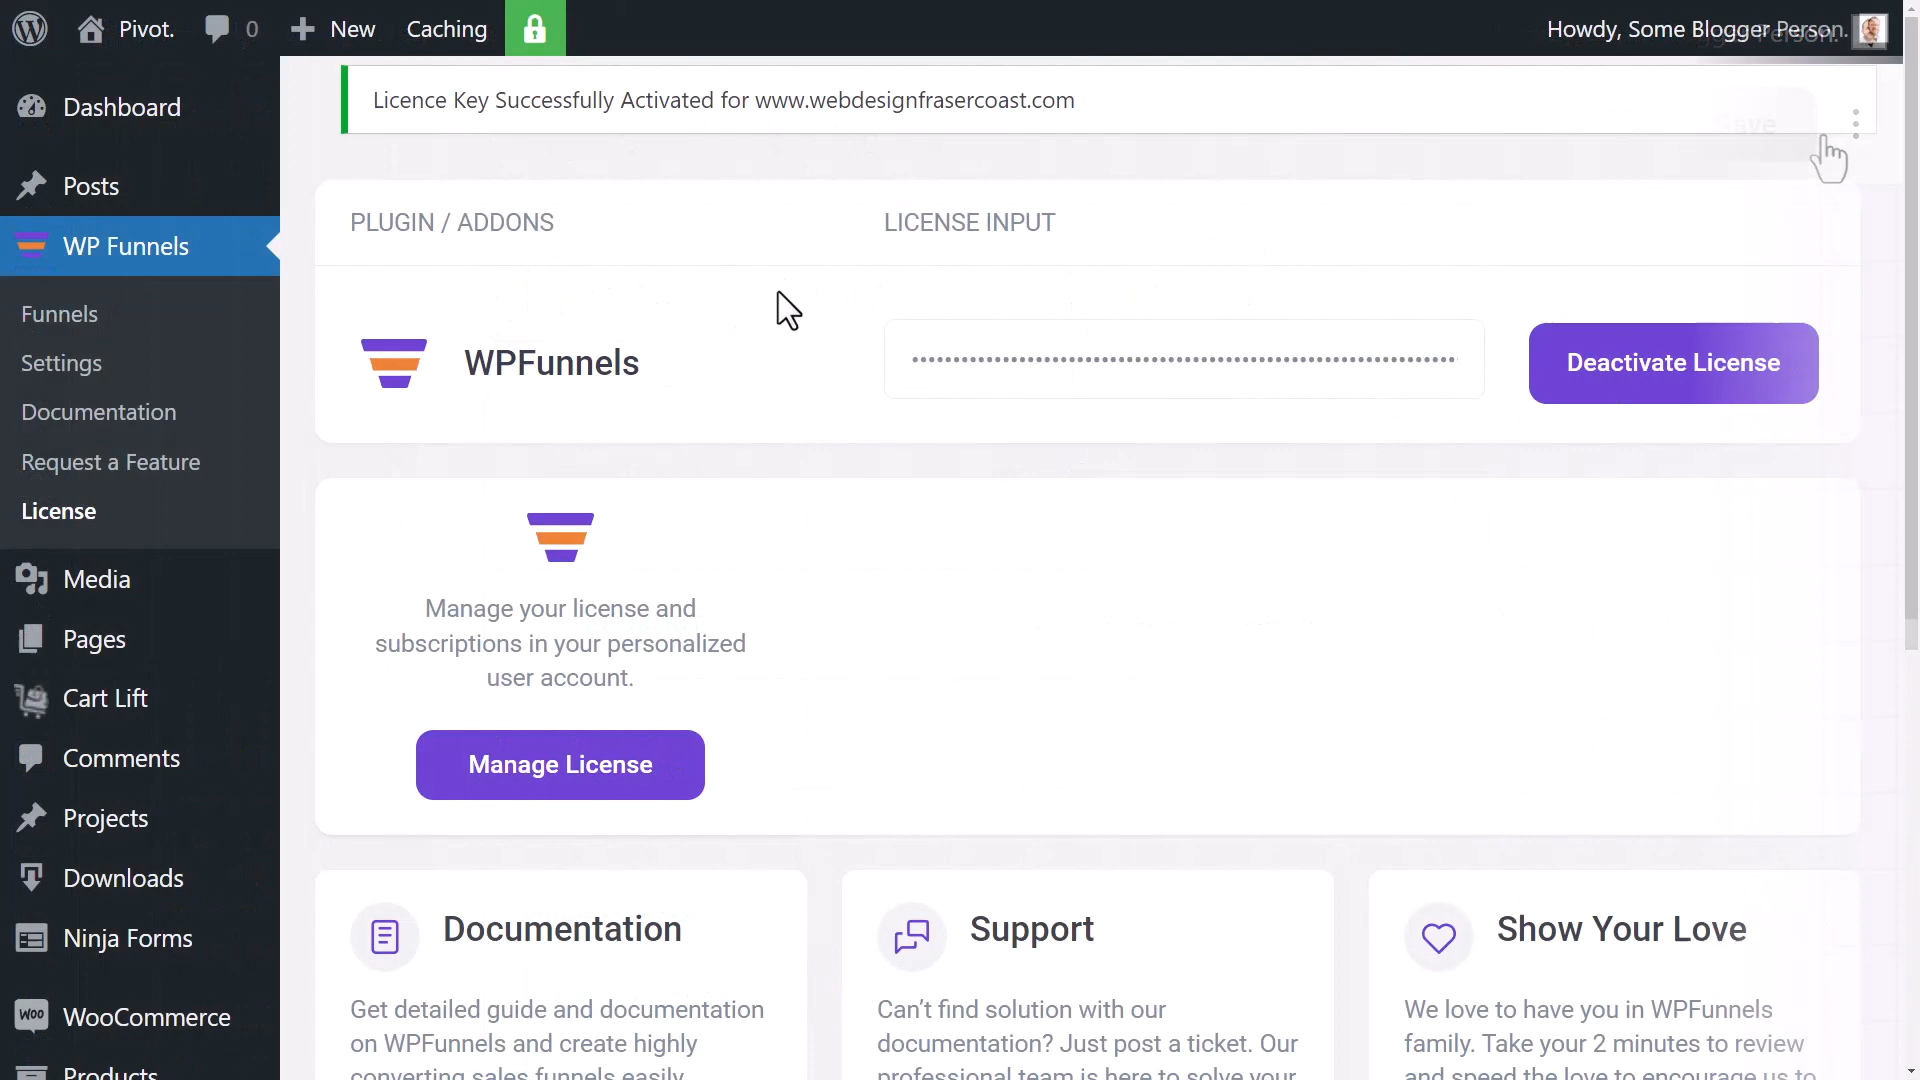 Pivot.
0
New
Caching
Howdy, Some Blogger Person.
Dashboard
Posts
WP Funnels
Funnels
Settings
Documentation
Request a Feature
License
Media
Pages
Cart Lift
Comments
Projects
Downloads
Ninja Forms
WooCommerce
Products
Licence Key Successfully Activated for www.webdesignfrasercoast.com
PLUGIN / ADDONS
LICENSE INPUT
WPFunnels
Deactivate License
Manage your license and
subscriptions in your personalized
user account.
Manage License
Documentation
Get detailed guide and documentation
on WPFunnels and create highly
converting sales funnels easily.
Support
Can't find solution with our
documentation? Just post a ticket. Our
professional team is here to solve your
Show Your Love
We love to have you in WPFunnels
family. Take your 2 minutes to review
and speed the love to encourage us to